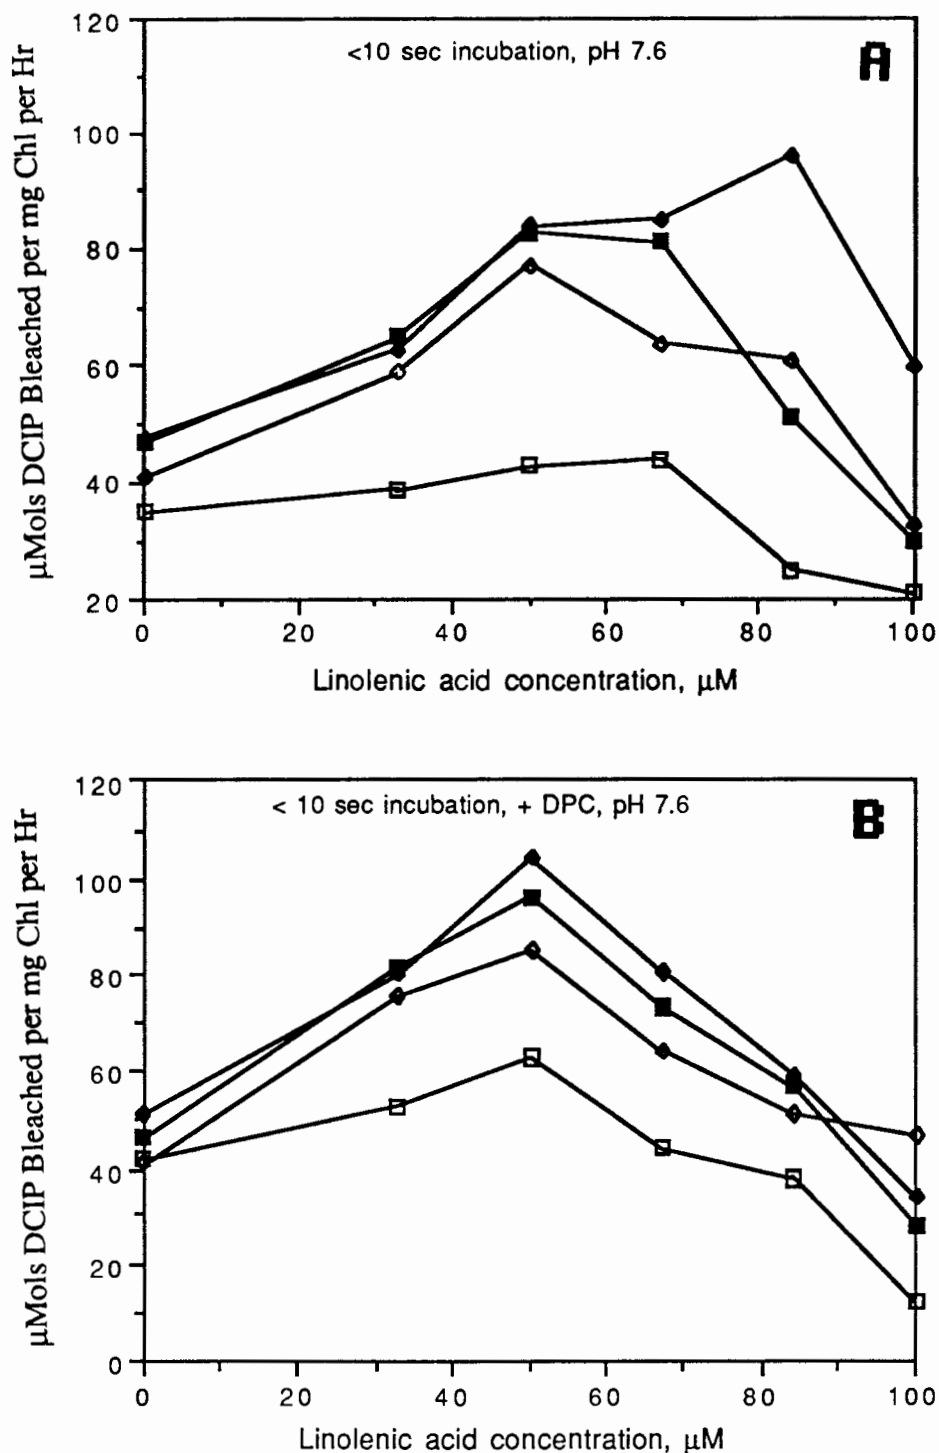 120
<10 sec incubation, pH 7.6
A
100
80
60
40
20
µMols DCIP Bleached per mg Chl per Hr
0 20 40 60 80 100
Linolenic acid concentration, µM
120
< 10 sec incubation, + DPC, pH 7.6
B
100
80
60
40
20
0
µMols DCIP Bleached per mg Chl per Hr
0 20 40 60 80 100
Linolenic acid concentration, µM